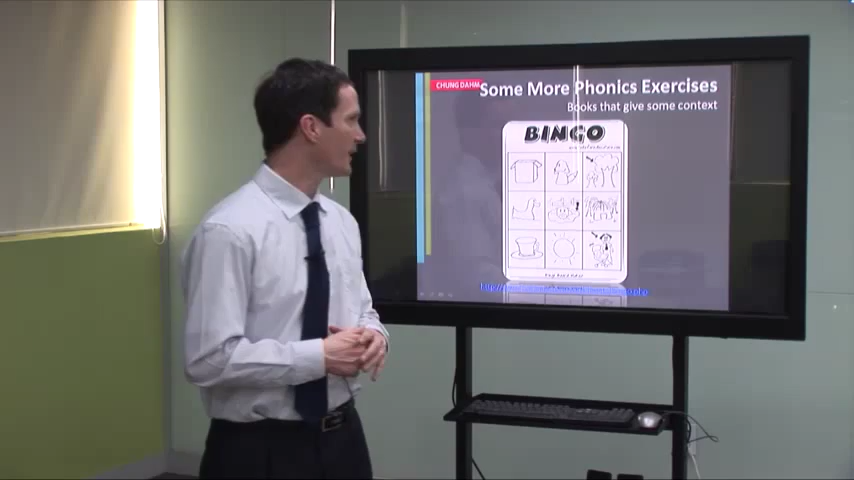 CHUNG DAHM
Some More Phonics Exercises
Books that give some context
BINGO